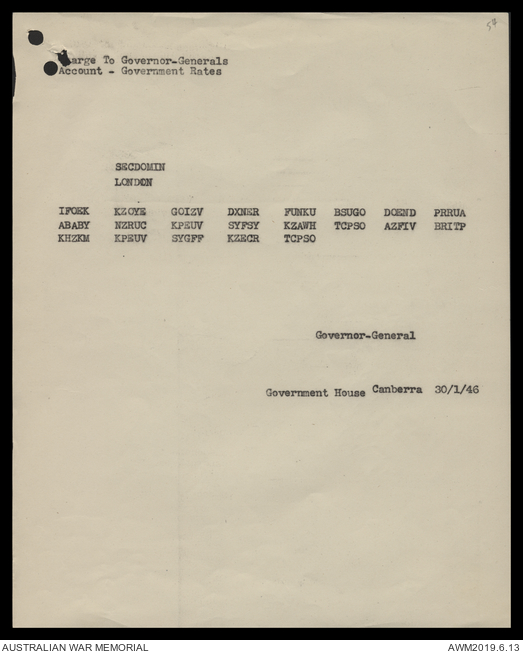 54
Charge To Governor-Generals
Account - Government Rates
SECDOMIN
LONDON
IFOEK KZOYE GOIZV DXNER FUNKU BSUGO DOEND PRRUA
ABABY NZRUC KPEUV SYFSY KZAWH TCPSO AZFIV BRITP
KHZKM KPEUV SYGFF KZECR TCPSO
Governor-General
Government House Canberra 30/1/46
AUSTRALIAN WAR MEMORIAL AWM2019.6.13